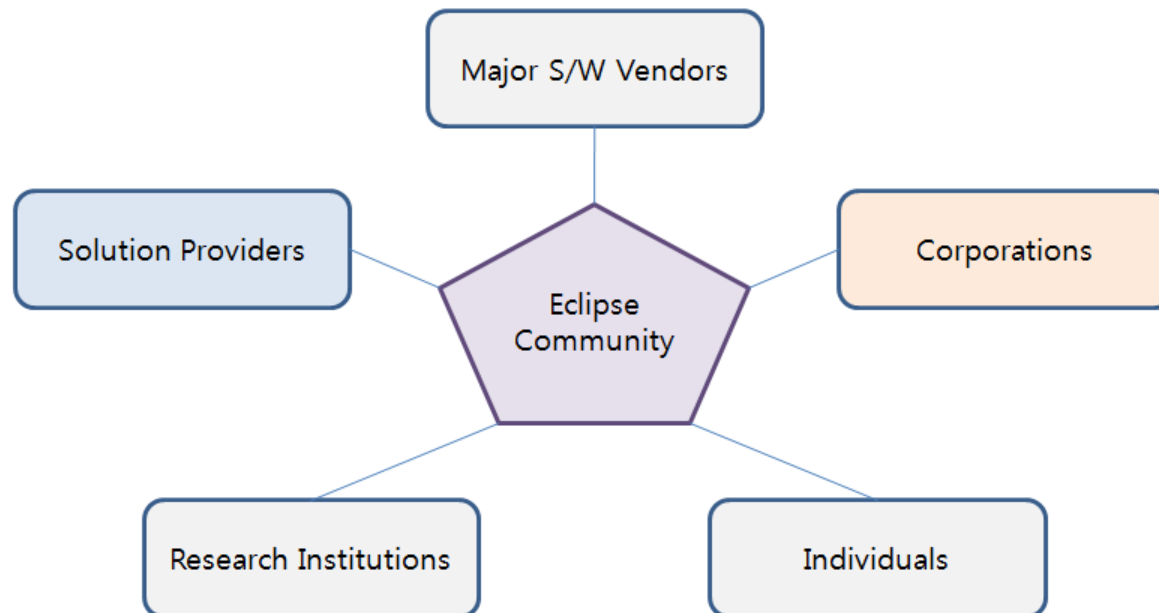 Major S/W Vendors
Solution Providers
Corporations
Eclipse
Community
Research Institutions
Individuals